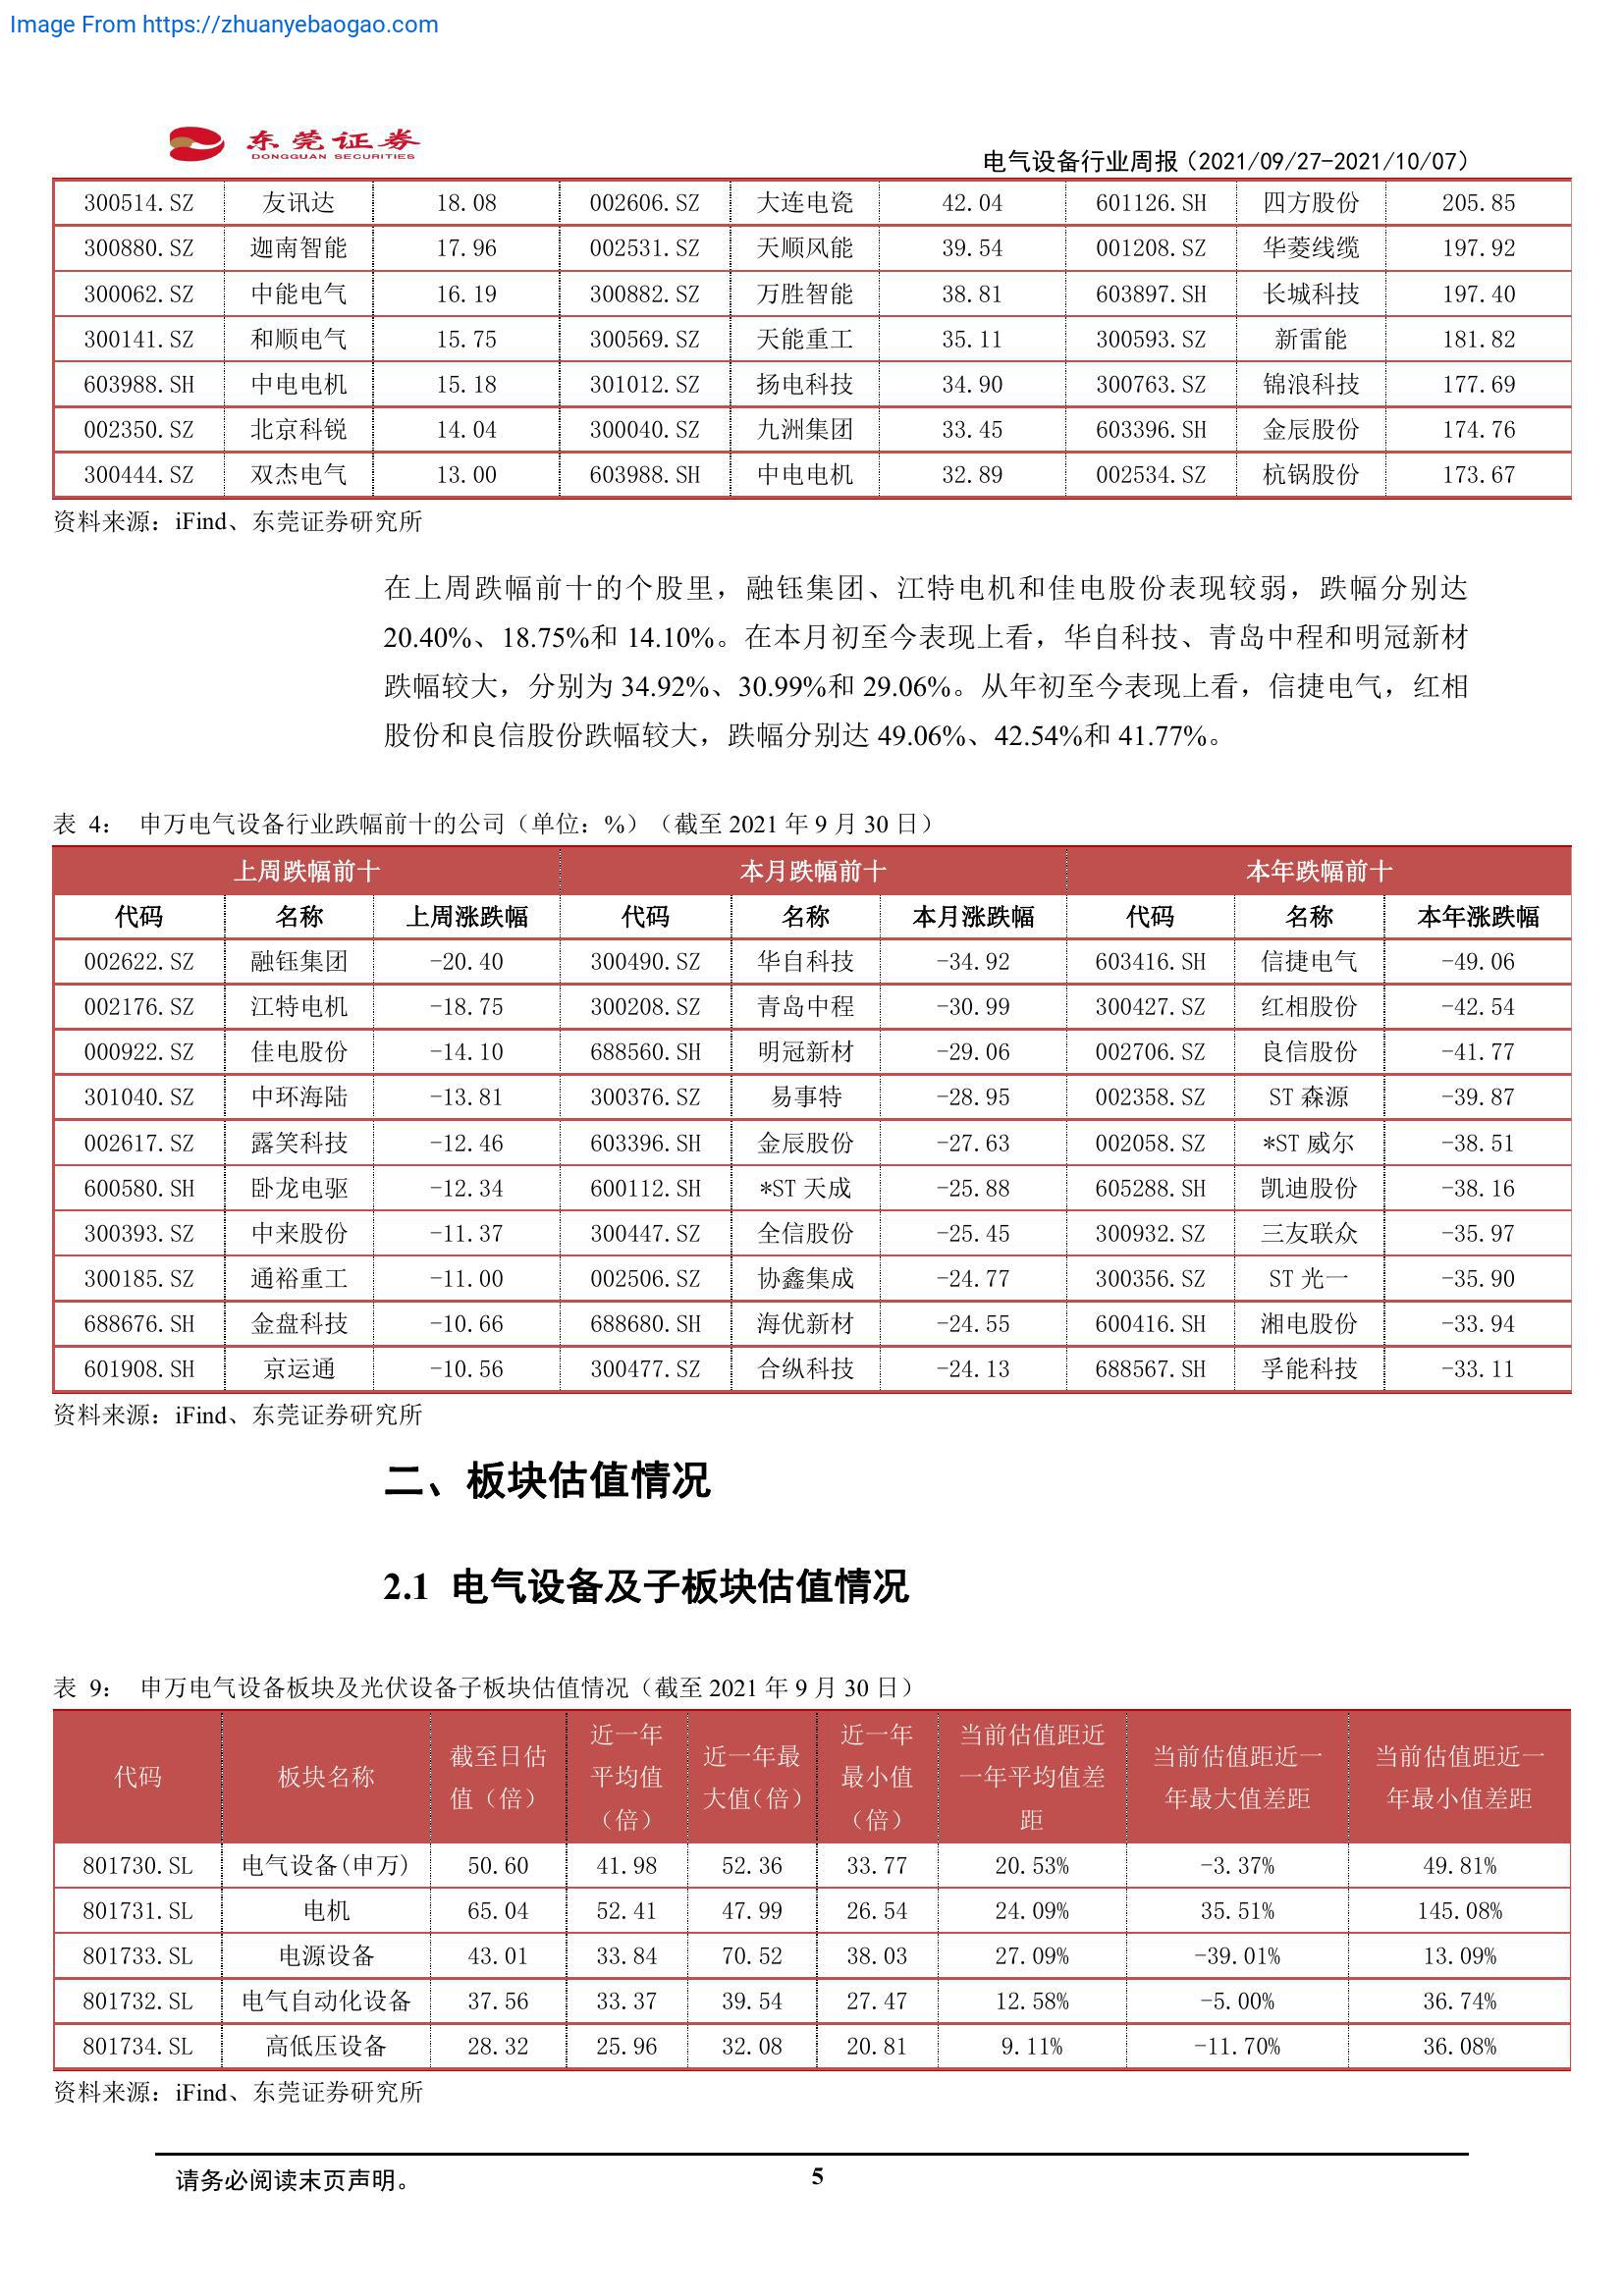 Image From https://zhuanyebaogao.com
东莞证券
DONGGUAN SECURITIES
电气设备行业周报（2021/09/27-2021/10/07）
300514.SZ 友讯达 18.08 002606.SZ 大连电瓷 42.04 601126.SH 四方股份 205.85
300880.SZ 迦南智能 17.96 002531.SZ 天顺风能 39.54 001208.SZ 华菱线缆 197.92
300062.SZ 中能电气 16.19 300882.SZ 万胜智能 38.81 603897.SH 长城科技 197.40
300141.SZ 和顺电气 15.75 300569.SZ 天能重工 35.11 300593.SZ 新雷能 181.82
603988.SH 中电电机 15.18 301012.SZ 扬电科技 34.90 300763.SZ 锦浪科技 177.69
002350.SZ 北京科锐 14.04 300040.SZ 九洲集团 33.45 603396.SH 金辰股份 174.76
300444.SZ 双杰电气 13.00 603988.SH 中电电机 32.89 002534.SZ 杭锅股份 173.67
资料来源：iFind、东莞证券研究所
在上周跌幅前十的个股里，融钰集团、江特电机和佳电股份表现较弱，跌幅分别达
20.40%、18.75%和 14.10%。在本月初至今表现上看，华自科技、青岛中程和明冠新材
跌幅较大，分别为 34.92%、30.99%和 29.06%。从年初至今表现上看，信捷电气，红相
股份和良信股份跌幅较大，跌幅分别达 49.06%、42.54%和 41.77%。
表 4： 申万电气设备行业跌幅前十的公司（单位：%）（截至 2021 年 9 月 30 日）
上周跌幅前十 本月跌幅前十 本年跌幅前十
代码 名称 上周涨跌幅 代码 名称 本月涨跌幅 代码 名称 本年涨跌幅
002622.SZ 融钰集团 -20.40 300490.SZ 华自科技 -34.92 603416.SH 信捷电气 -49.06
002176.SZ 江特电机 -18.75 300208.SZ 青岛中程 -30.99 300427.SZ 红相股份 -42.54
000922.SZ 佳电股份 -14.10 688560.SH 明冠新材 -29.06 002706.SZ 良信股份 -41.77
301040.SZ 中环海陆 -13.81 300376.SZ 易事特 -28.95 002358.SZ ST 森源 -39.87
002617.SZ 露笑科技 -12.46 603396.SH 金辰股份 -27.63 002058.SZ *ST 威尔 -38.51
600580.SH 卧龙电驱 -12.34 600112.SH *ST 天成 -25.88 605288.SH 凯迪股份 -38.16
300393.SZ 中来股份 -11.37 300447.SZ 全信股份 -25.45 300932.SZ 三友联众 -35.97
300185.SZ 通裕重工 -11.00 002506.SZ 协鑫集成 -24.77 300356.SZ ST 光一 -35.90
688676.SH 金盘科技 -10.66 688680.SH 海优新材 -24.55 600416.SH 湘电股份 -33.94
601908.SH 京运通 -10.56 300477.SZ 合纵科技 -24.13 688567.SH 孚能科技 -33.11
资料来源：iFind、东莞证券研究所
二、板块估值情况
2.1 电气设备及子板块估值情况
表 9： 申万电气设备板块及光伏设备子板块估值情况（截至 2021 年 9 月 30 日）
代码 板块名称 截至日估值（倍） 近一年平均值（倍） 近一年最大值（倍） 近一年最小值（倍） 当前估值距近一年平均值差距 当前估值距近一年最大值差距 当前估值距近一年最小值差距
801730.SL 电气设备(申万) 50.60 41.98 52.36 33.77 20.53% -3.37% 49.81%
801731.SL 电机 65.04 52.41 47.99 26.54 24.09% 35.51% 145.08%
801733.SL 电源设备 43.01 33.84 70.52 38.03 27.09% -39.01% 13.09%
801732.SL 电气自动化设备 37.56 33.37 39.54 27.47 12.58% -5.00% 36.74%
801734.SL 高低压设备 28.32 25.96 32.08 20.81 9.11% -11.70% 36.08%
资料来源：iFind、东莞证券研究所
请务必阅读末页声明。
5